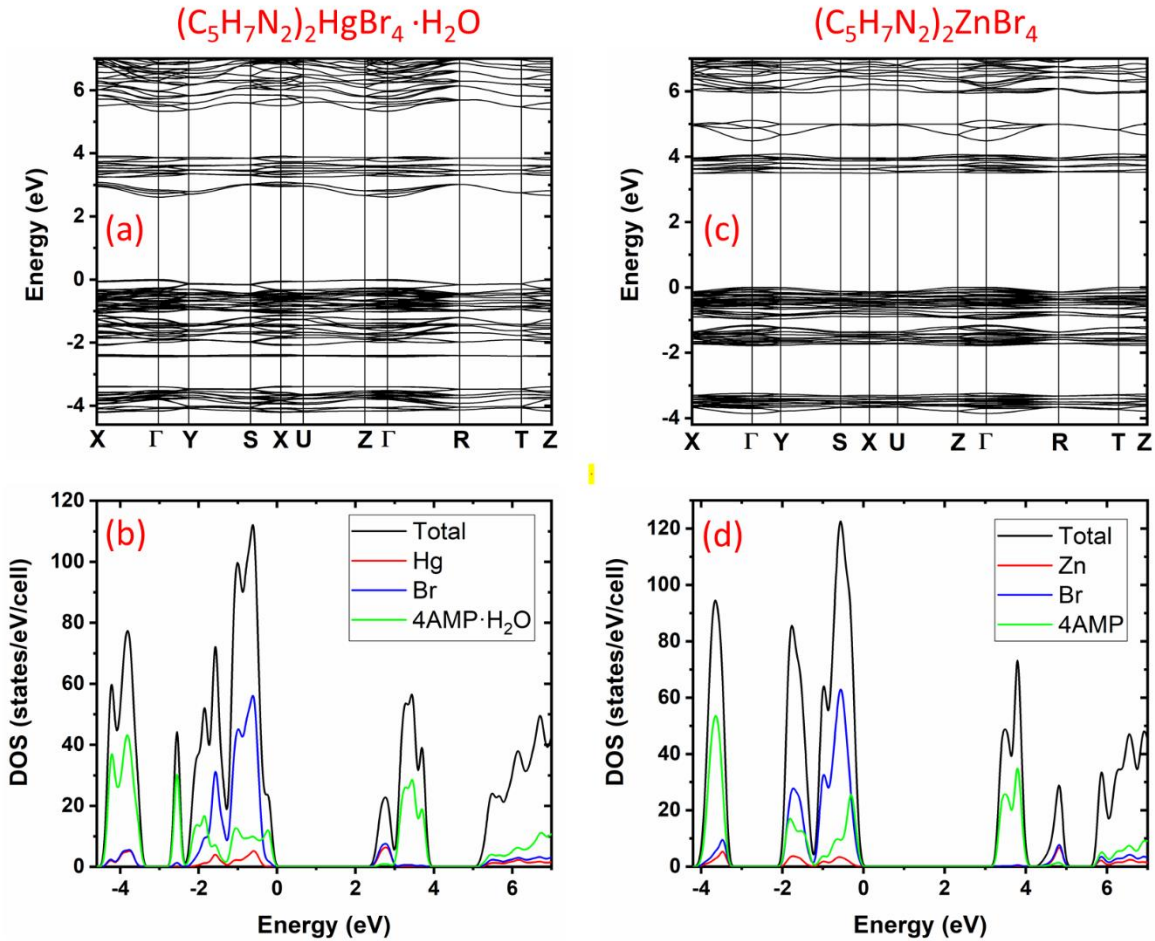 (C₅H₇N₂)₂HgBr₄ ·H₂O
(C₅H₇N₂)₂ZnBr₄
6
4
2
0
-2
-4
Energy (eV)
(a)
X Γ Y S X U Z Γ R T Z
6
4
2
0
-2
-4
Energy (eV)
(c)
X Γ Y S X U Z Γ R T Z
120
100
80
60
40
20
0
DOS (states/eV/cell)
(b)
Total
Hg
Br
4AMP·H₂O
-4 -2 0 2 4 6
Energy (eV)
120
100
80
60
40
20
0
DOS (states/eV/cell)
(d)
Total
Zn
Br
4AMP
-4 -2 0 2 4 6
Energy (eV)